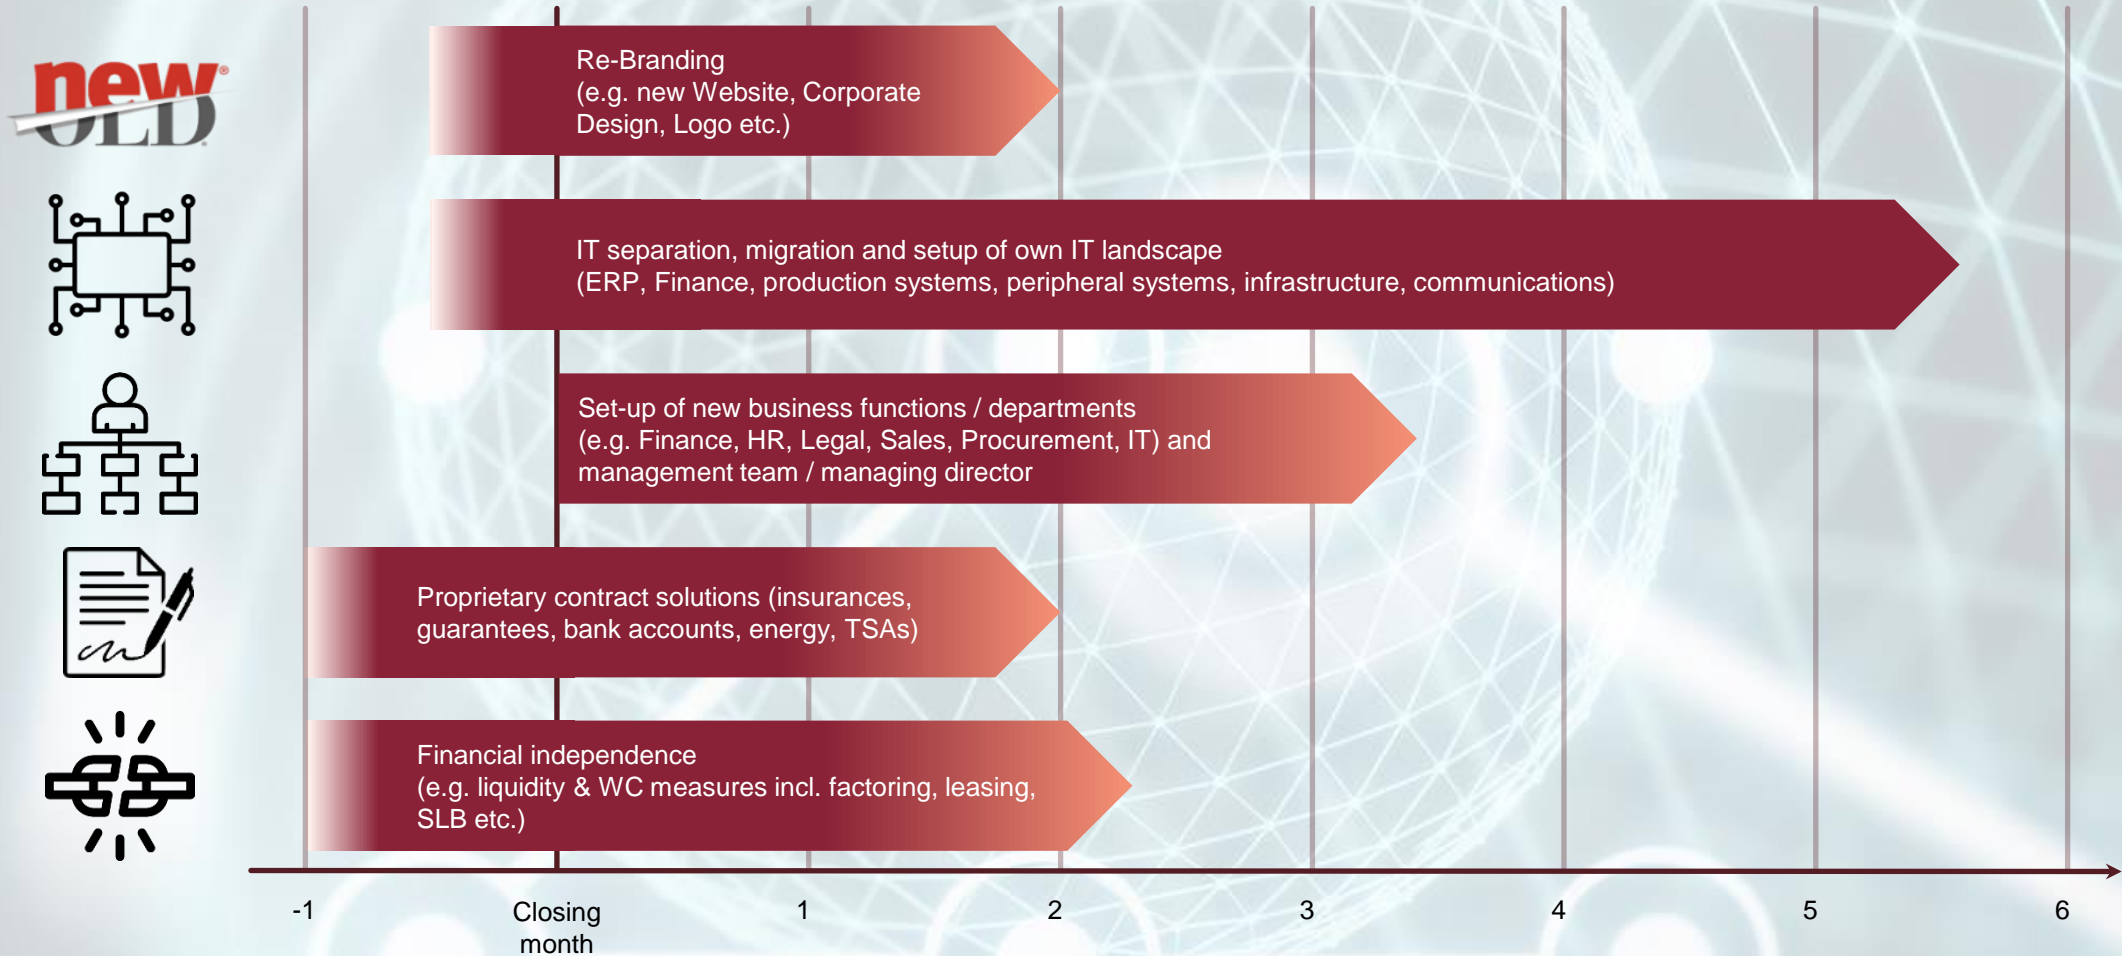 new
OLD
Re-Branding
(e.g. new Website, Corporate
Design, Logo etc.)
IT separation, migration and setup of own IT landscape
(ERP, Finance, production systems, peripheral systems, infrastructure, communications)
Set-up of new business functions / departments
(e.g. Finance, HR, Legal, Sales, Procurement, IT) and
management team / managing director
Proprietary contract solutions (insurances,
guarantees, bank accounts, energy, TSAs)
Financial independence
(e.g. liquidity & WC measures incl. factoring, leasing,
SLB etc.)
-1 Closing 1 2 3 4 5 6
month